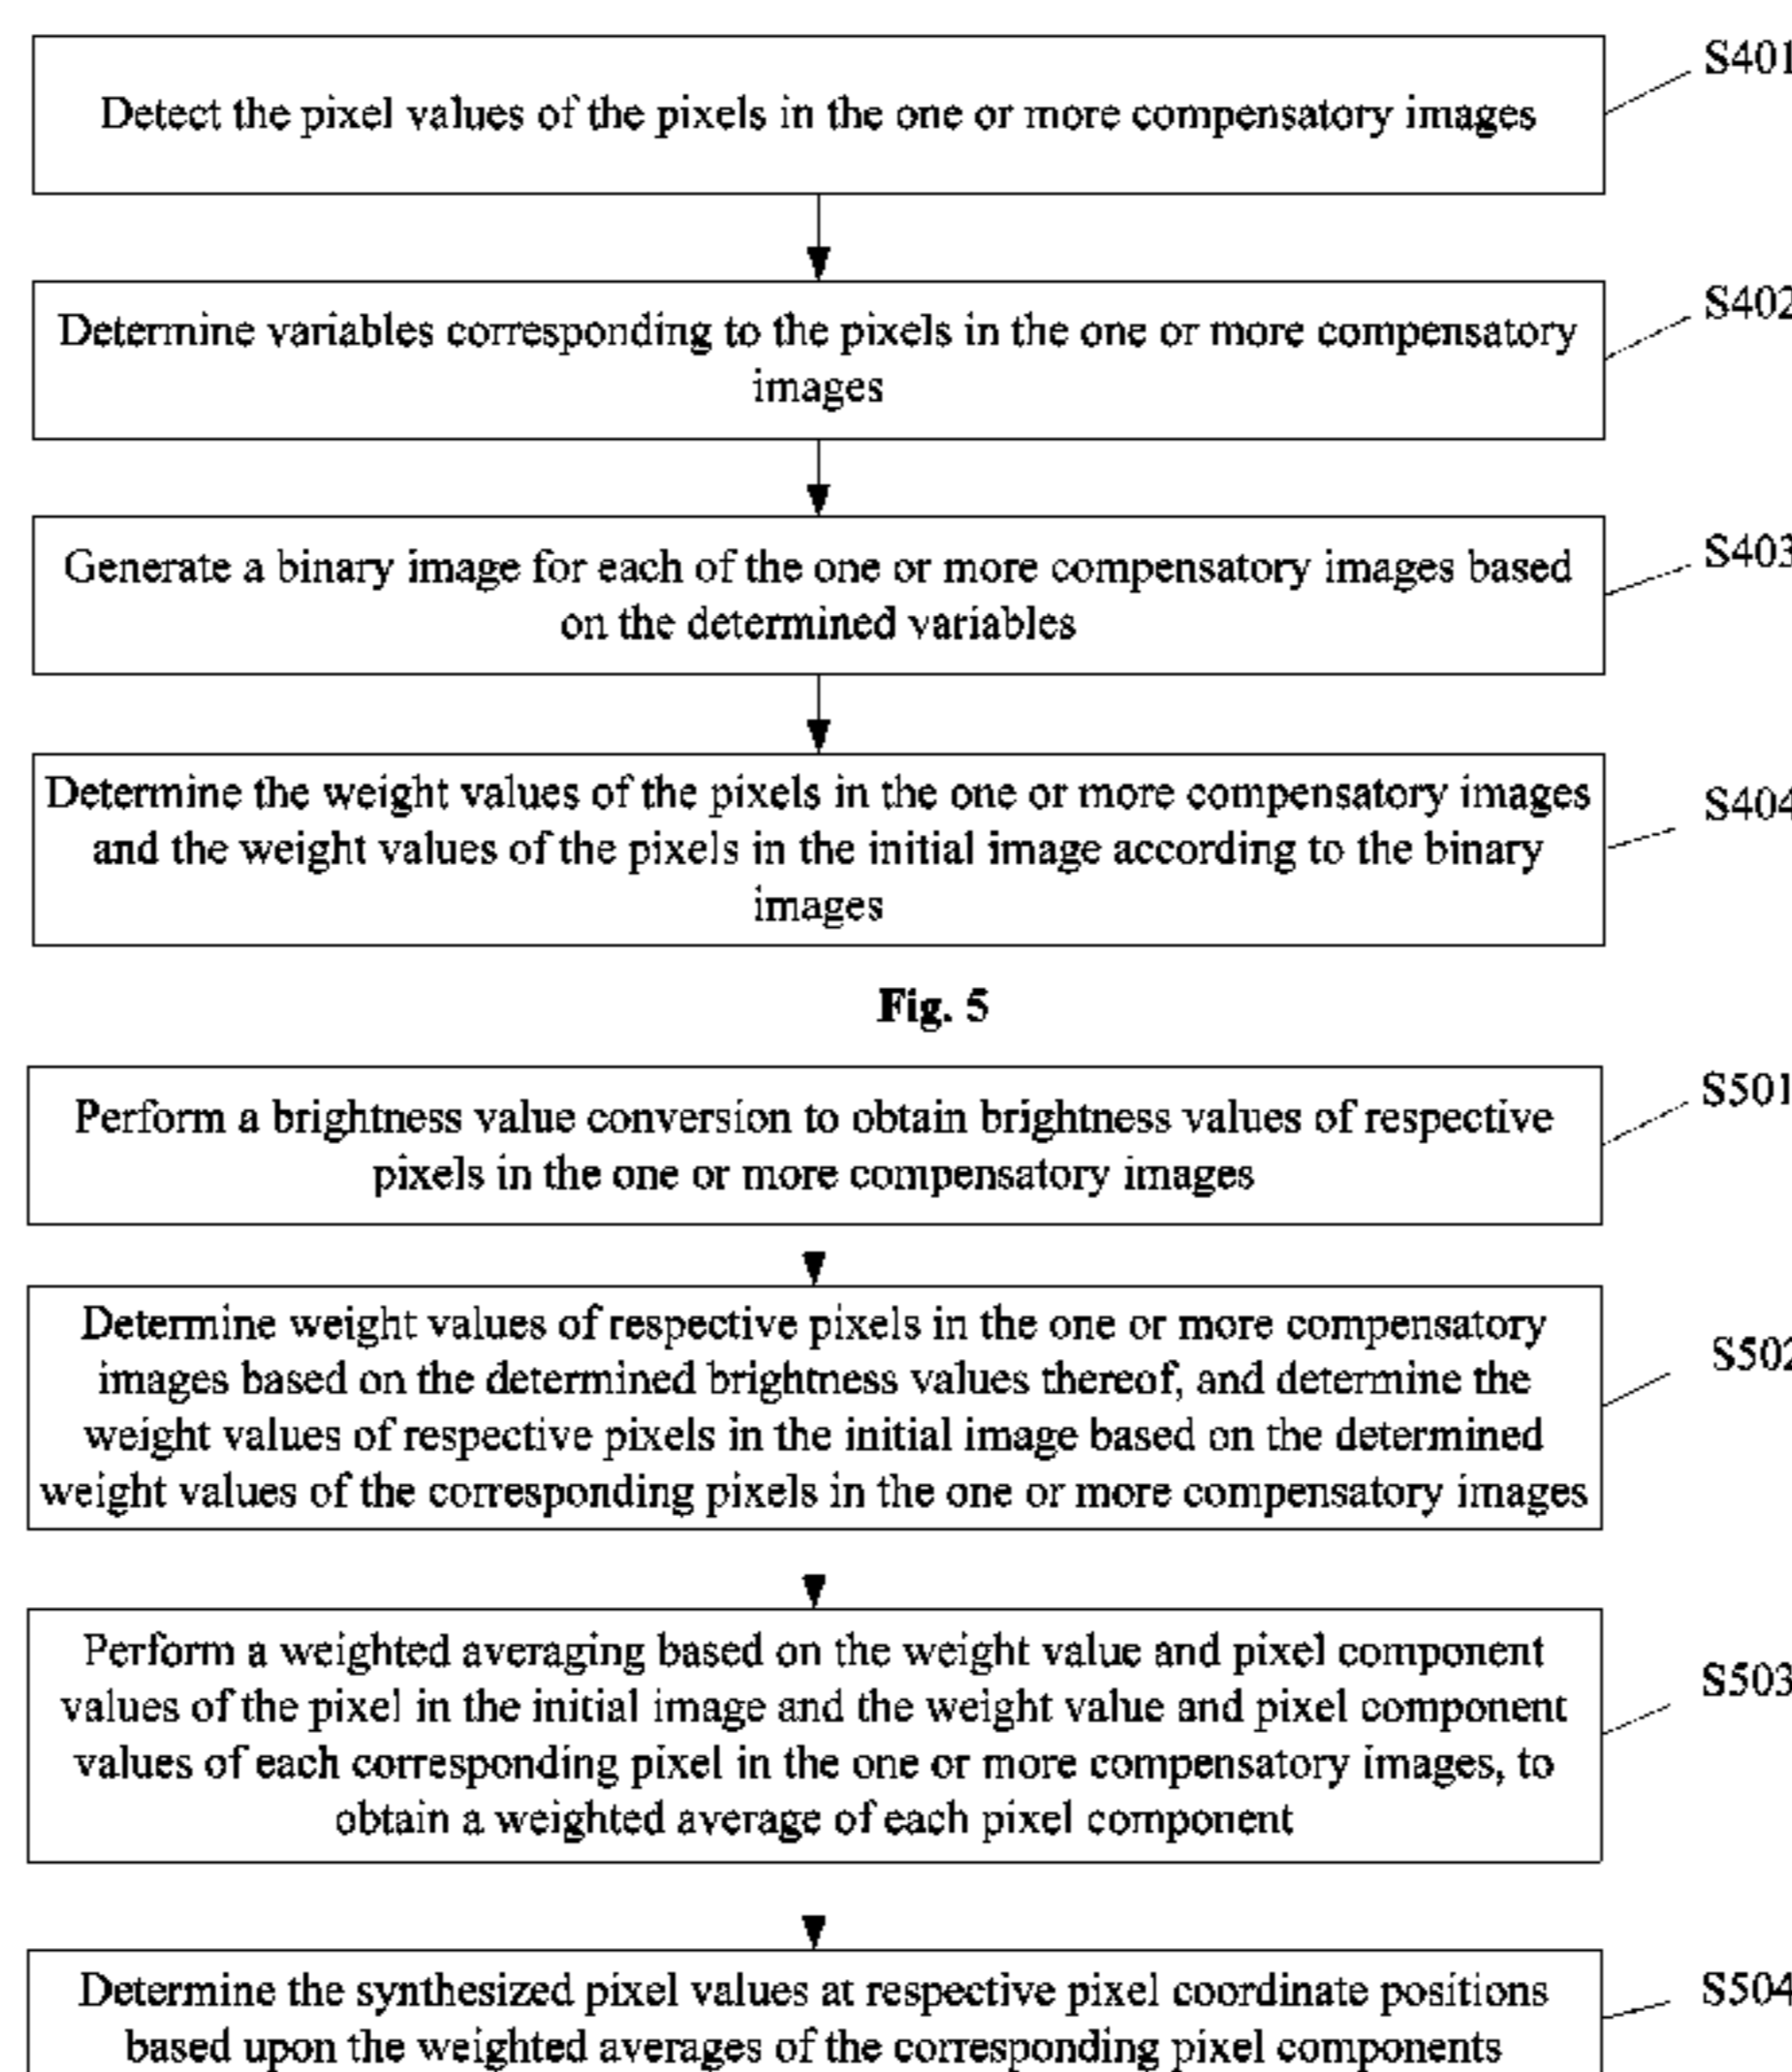 Detect the pixel values of the pixels in the one or more compensatory images
S401
Determine variables corresponding to the pixels in the one or more compensatory
images
S402
Generate a binary image for each of the one or more compensatory images based
on the determined variables
S403
Determine the weight values of the pixels in the one or more compensatory images
and the weight values of the pixels in the initial image according to the binary
images
S404
Fig. 5
Perform a brightness value conversion to obtain brightness values of respective
pixels in the one or more compensatory images
S501
Determine weight values of respective pixels in the one or more compensatory
images based on the determined brightness values thereof, and determine the
weight values of respective pixels in the initial image based on the determined
weight values of the corresponding pixels in the one or more compensatory images
S502
Perform a weighted averaging based on the weight value and pixel component
values of the pixel in the initial image and the weight value and pixel component
values of each corresponding pixel in the one or more compensatory images, to
obtain a weighted average of each pixel component
S503
Determine the synthesized pixel values at respective pixel coordinate positions
based upon the weighted averages of the corresponding pixel components
S504